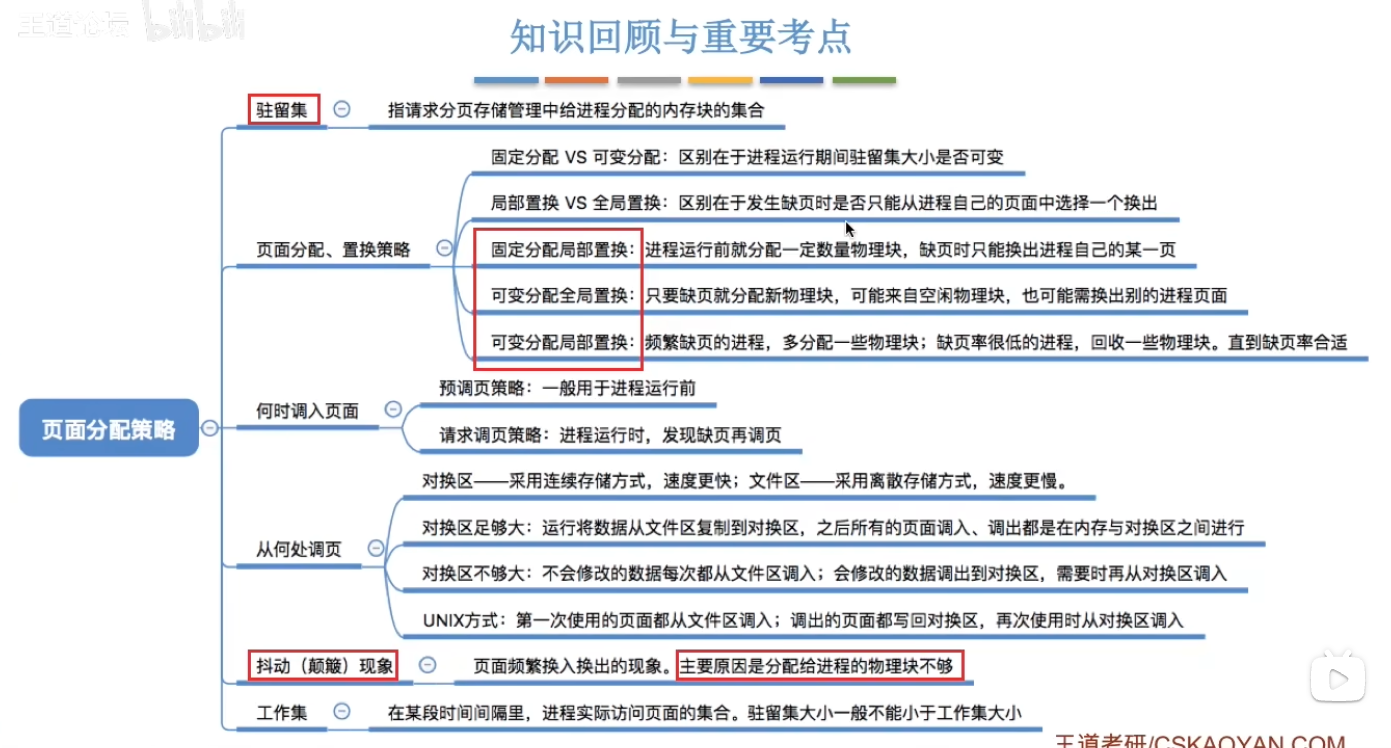 王道论坛 bilibili
知识回顾与重要考点
驻留集
指请求分页存储管理中给进程分配的内存块的集合
固定分配 VS 可变分配：区别在于进程运行期间驻留集大小是否可变
局部置换 VS 全局置换：区别在于发生缺页时是否只能从进程自己的页面中选择一个换出
页面分配、置换策略
固定分配局部置换：进程运行前就分配一定数量物理块，缺页时只能换出进程自己的某一页
可变分配全局置换：只要缺页就分配新物理块，可能来自空闲物理块，也可能需换出别的进程页面
可变分配局部置换：频繁缺页的进程，多分配一些物理块；缺页率很低的进程，回收一些物理块。直到缺页率合适
预调页策略：一般用于进程运行前
何时调入页面
请求调页策略：进程运行时，发现缺页再调页
页面分配策略
对换区——采用连续存储方式，速度更快；文件区——采用离散存储方式，速度更慢。
对换区足够大：运行将数据从文件区复制到对换区，之后所有的页面调入、调出都是在内存与对换区之间进行
从何处调页
对换区不够大：不会修改的数据每次都从文件区调入；会修改的数据调出到对换区，需要时再从对换区调入
UNIX方式：第一次使用的页面都从文件区调入；调出的页面都写回对换区，再次使用时从对换区调入
抖动（颠簸）现象
页面频繁换入换出的现象。主要原因是分配给进程的物理块不够
工作集
在某段时间间隔里，进程实际访问页面的集合。驻留集大小一般不能小于工作集大小
王道考研/CSKAOYAN.COM